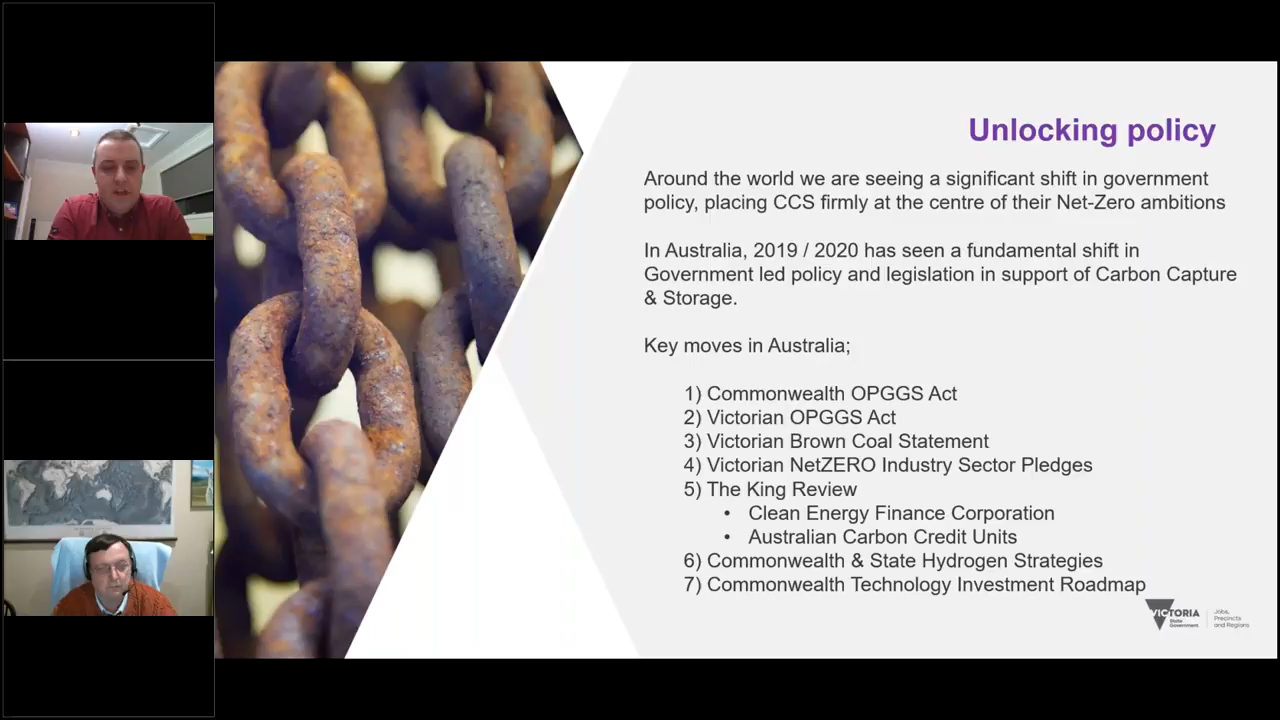 Unlocking policy
Around the world we are seeing a significant shift in government
policy, placing CCS firmly at the centre of their Net-Zero ambitions
In Australia, 2019 / 2020 has seen a fundamental shift in
Government led policy and legislation in support of Carbon Capture
& Storage.
Key moves in Australia;
1) Commonwealth OPGGS Act
2) Victorian OPGGS Act
3) Victorian Brown Coal Statement
4) Victorian NetZERO Industry Sector Pledges
5) The King Review
• Clean Energy Finance Corporation
• Australian Carbon Credit Units
6) Commonwealth & State Hydrogen Strategies
7) Commonwealth Technology Investment Roadmap
VICTORIA
State
Government
Jobs,
Precincts
and Regions